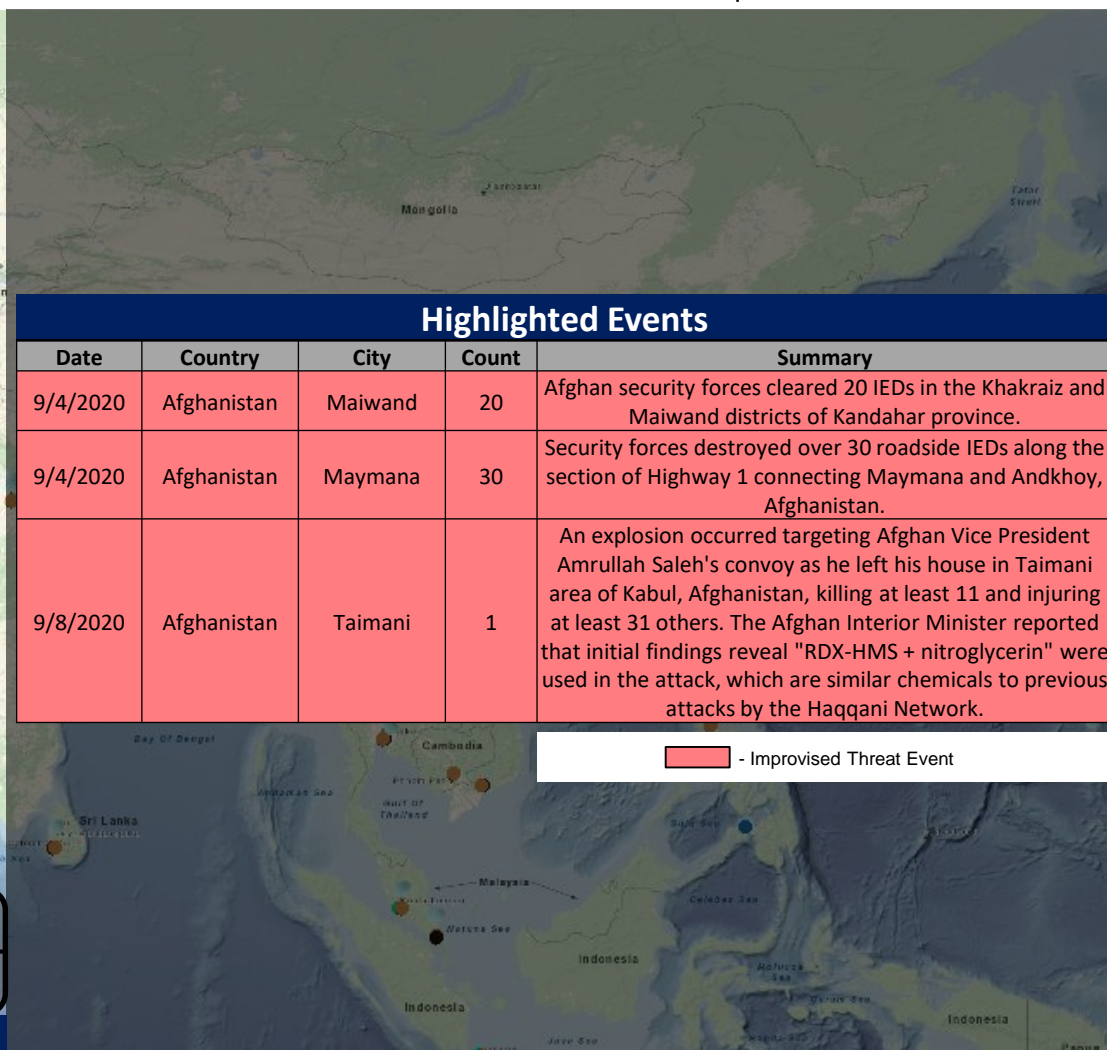 Mongolia
Tatar
Strait
Highlighted Events
Date Country City Count Summary
9/4/2020 Afghanistan Maiwand 20 Afghan security forces cleared 20 IEDs in the Khakraiz and
Maiwand districts of Kandahar province.
9/4/2020 Afghanistan Maymana 30 Security forces destroyed over 30 roadside IEDs along the
section of Highway 1 connecting Maymana and Andkhoy,
Afghanistan.
9/8/2020 Afghanistan Taimani 1 An explosion occurred targeting Afghan Vice President
Amrullah Saleh's convoy as he left his house in Taimani
area of Kabul, Afghanistan, killing at least 11 and injuring
at least 31 others. The Afghan Interior Minister reported
that initial findings reveal "RDX-HMS + nitroglycerin" were
used in the attack, which are similar chemicals to previous
attacks by the Haqqani Network.
- Improvised Threat Event
Bay Of Bengal
Cambodia
Andaman Sea
Gulf Of
Thailand
Sri Lanka
Sulu Sea
Malaysia
Celebes Sea
Natuna Sea
Indonesia
Molucca
Sea
Indonesia
Indonesia
Java Sea